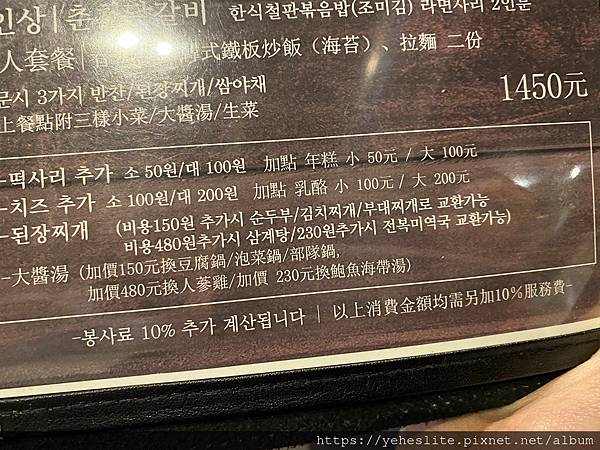 인상 | 춘 갈비 한식철판볶음밥(조미김) 라면사리 2인분
人套餐 | 式鐵板炒飯（海苔）、拉麵 二份
문시 3가지 반찬/된장찌개/쌈야채
上餐點附三樣小菜/大醬湯/生菜
1450元
-떡사리 추가 소 50원/대 100원 加點 年糕 小 50元 / 大 100元
-치즈 추가 소 100원/대 200원 加點 乳酪 小 100元 / 大 200元
-된장찌개 (비용150원 추가시 순두부/김치찌개/부대찌개로 교환가능
비용480원추가시 삼계탕/230원추가시 전복미역국 교환가능)
-大醬湯 (加價150元換豆腐鍋/泡菜鍋/部隊鍋,
加價480元換人蔘雞/加價 230元換鮑魚海帶湯)
-봉사료 10% 추가 계산됩니다 | 以上消費金額均需另加10%服務費-
https://yeheslite.pixnet.net/album